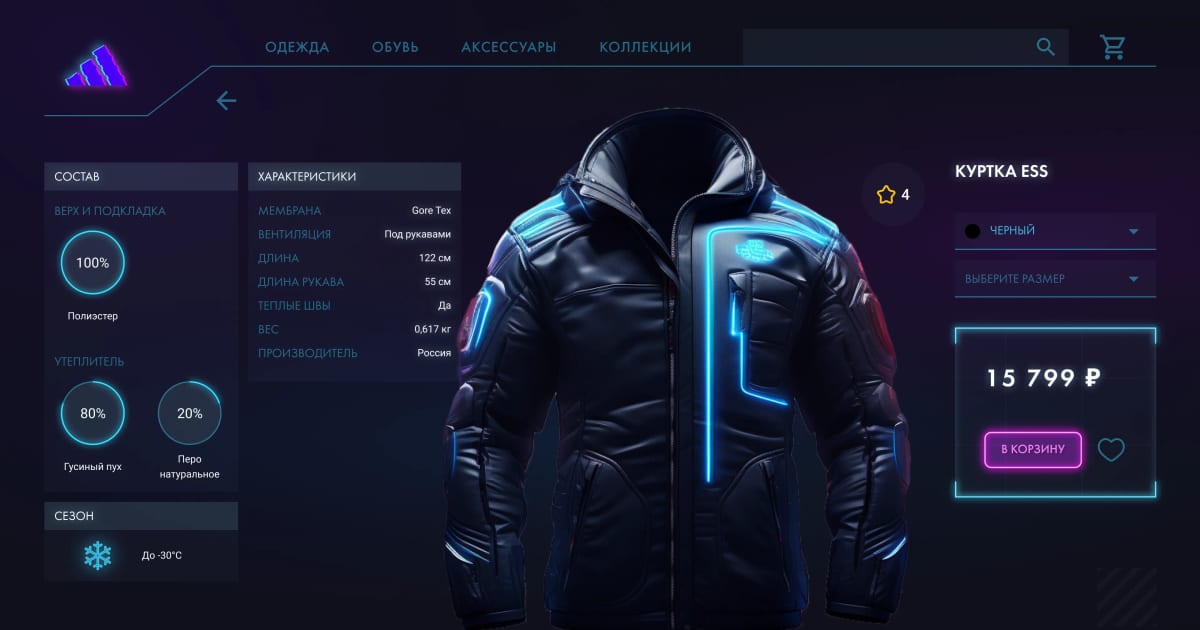 ОДЕЖДА
ОБУВЬ
АКСЕССУАРЫ
КОЛЛЕКЦИИ
СОСТАВ
ВЕРХ И ПОДКЛАДКА
100%
Полиэстер
УТЕПЛИТЕЛЬ
80%
20%
Гусиный пух
Перо
натуральное
СЕЗОН
До -30°C
ХАРАКТЕРИСТИКИ
МЕМБРАНА Gore Tex
ВЕНТИЛЯЦИЯ Под рукавами
ДЛИНА 122 см
ДЛИНА РУКАВА 55 см
ТЕПЛЫЕ ШВЫ Да
ВЕС 0,617 кг
ПРОИЗВОДИТЕЛЬ Россия
4
КУРТКА ESS
ЧЕРНЫЙ
ВЫБЕРИТЕ РАЗМЕР
15 799 ₽
В КОРЗИНУ